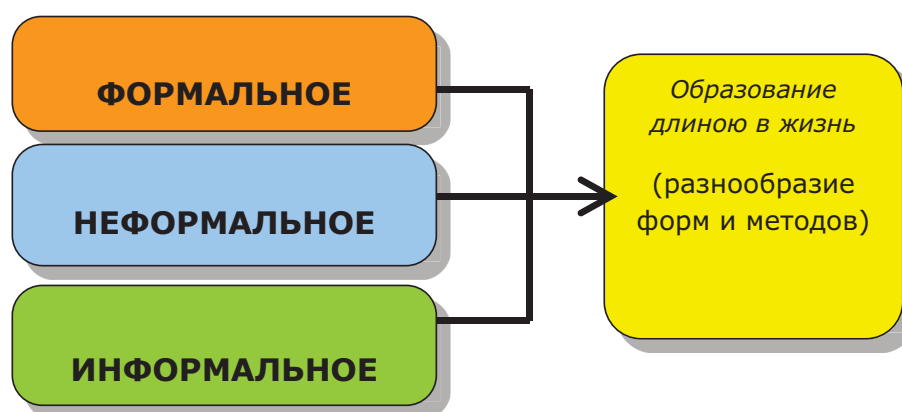 ФОРМАЛЬНОЕ
НЕФОРМАЛЬНОЕ
ИНФОРМАЛЬНОЕ
Образование
длиною в жизнь
(разнообразие
форм и методов)